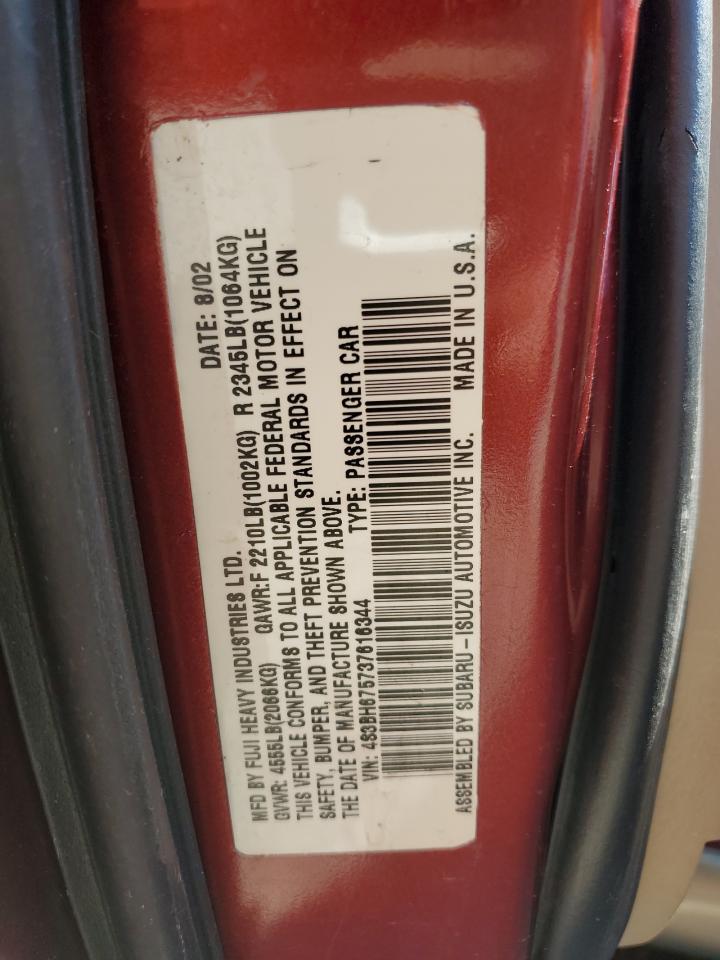 MFD BY FUJI HEAVY INDUSTRIES LTD. DATE: 8/02
GVWR: 4555LB(2066KG) GAWR:F 2210LB(1002KG) R 2345LB(1064KG)
THIS VEHICLE CONFORMS TO ALL APPLICABLE FEDERAL MOTOR VEHICLE
SAFETY, BUMPER, AND THEFT PREVENTION STANDARDS IN EFFECT ON
THE DATE OF MANUFACTURE SHOWN ABOVE.
VIN: 4S3BH675737616344 TYPE: PASSENGER CAR
ASSEMBLED BY SUBARU-ISUZU AUTOMOTIVE INC. MADE IN U.S.A.